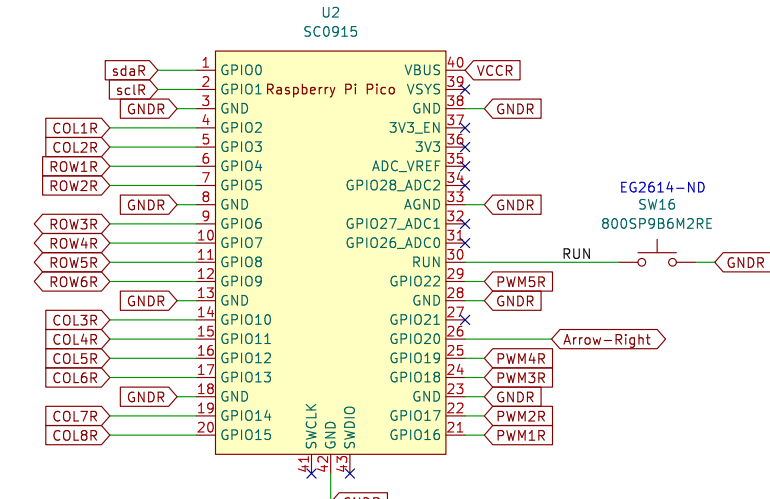 U2
SC0915
sdaR 1 GPIO0 VBUS 40 VCCR
sclR 2 GPIO1 Raspberry Pi Pico VSYS 39
GNDR 3 GND GND 38 GNDR
COL1R 4 GPIO2 3V3_EN 37
COL2R 5 GPIO3 3V3 36
ROW1R 6 GPIO4 ADC_VREF 35
ROW2R 7 GPIO5 GPIO28_ADC2 34
GNDR 8 GND AGND 33 GNDR
ROW3R 9 GPIO6 GPIO27_ADC1 32
ROW4R 10 GPIO7 GPIO26_ADC0 31
EG2614-ND
SW16
800SP9B6M2RE
ROW5R 11 GPIO8 RUN 30 RUN GNDR
ROW6R 12 GPIO9 GPIO22 29 PWM5R
GNDR 13 GND GND 28 GNDR
COL3R 14 GPIO10 GPIO21 27
COL4R 15 GPIO11 GPIO20 26 Arrow-Right
COL5R 16 GPIO12 GPIO19 25 PWM4R
COL6R 17 GPIO13 GPIO18 24 PWM3R
GNDR 18 GND GND 23 GNDR
COL7R 19 GPIO14 GPIO17 22 PWM2R
COL8R 20 GPIO15 GPIO16 21 PWM1R
SWCLK GND SWDIO
41 42 43
GNDR